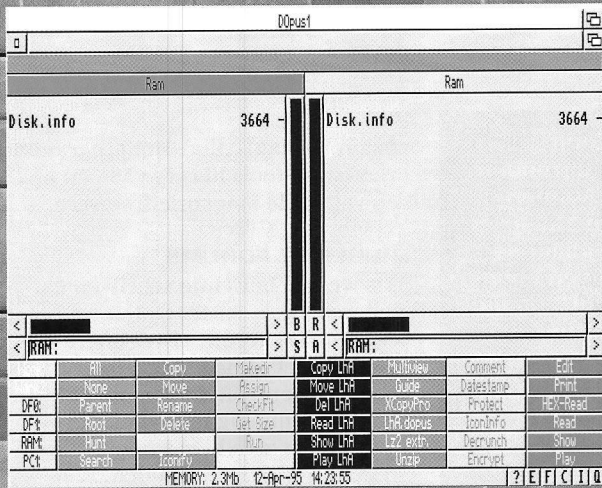 DOpus1
Ram Ram
Disk.info 3664 - Disk.info 3664 -
< > B R < >
< RAM: > S A < RAM: >
All Copy Makedir Copy LhA Multiview Comment Edit
None Move Assign Move LhA Guide Datestamp Print
DF0: Parent Rename CheckFit Del LhA XCopyPro Protect HEX-Read
DF1: Root Delete Get Size Read LhA LhA.dopus IconInfo Read
RAM: Hunt Run Show LhA Lz2 extr. Decrunch Show
PC1: Search Iconify Play LhA Unzip Encrypt Play
MEMORY: 2.3Mb 12-Apr-95 14:23:55 ? E F C I Q